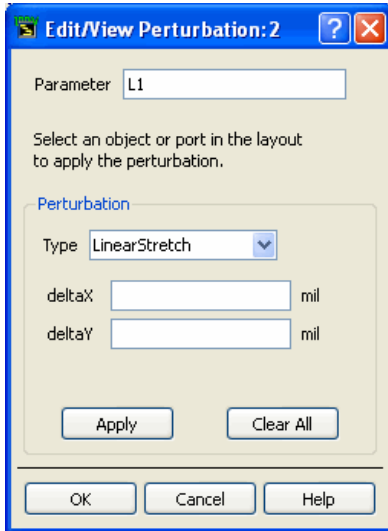 Edit/View Perturbation:2
Parameter L1
Select an object or port in the layout
to apply the perturbation.
Perturbation
Type LinearStretch
deltaX mil
deltaY mil
Apply Clear All
OK Cancel Help